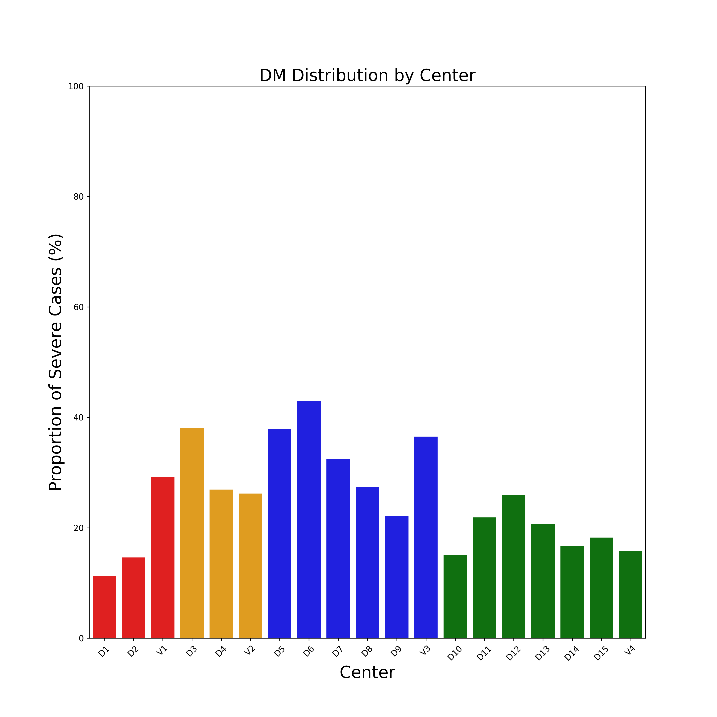 DM Distribution by Center
Proportion of Severe Cases (%)
100
80
60
40
20
0
D1 D2 V1 D3 D4 V2 D5 D6 D7 D8 D9 V3 D10 D11 D12 D13 D14 D15 V4
Center